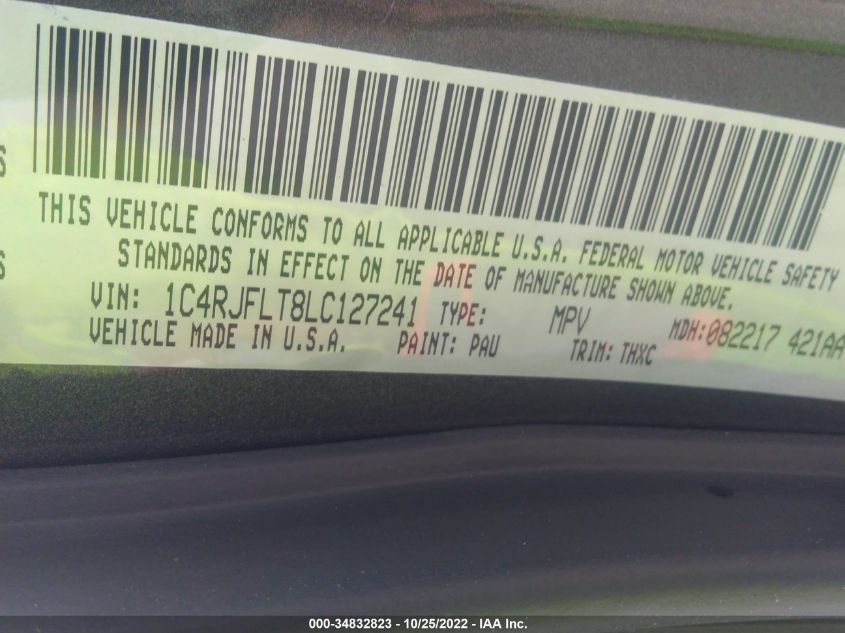 S
THIS VEHICLE CONFORMS TO ALL APPLICABLE U.S.A. FEDERAL MOTOR VEHICLE SAFETY
S
STANDARDS IN EFFECT ON THE DATE OF MANUFACTURE SHOWN ABOVE.
VIN: 1C4RJFLT8LC127241 TYPE: MPV MDH:082217 421AA
VEHICLE MADE IN U.S.A. PAINT: PAU TRIM: THXC
000-34832823 - 10/25/2022 - IAA Inc.